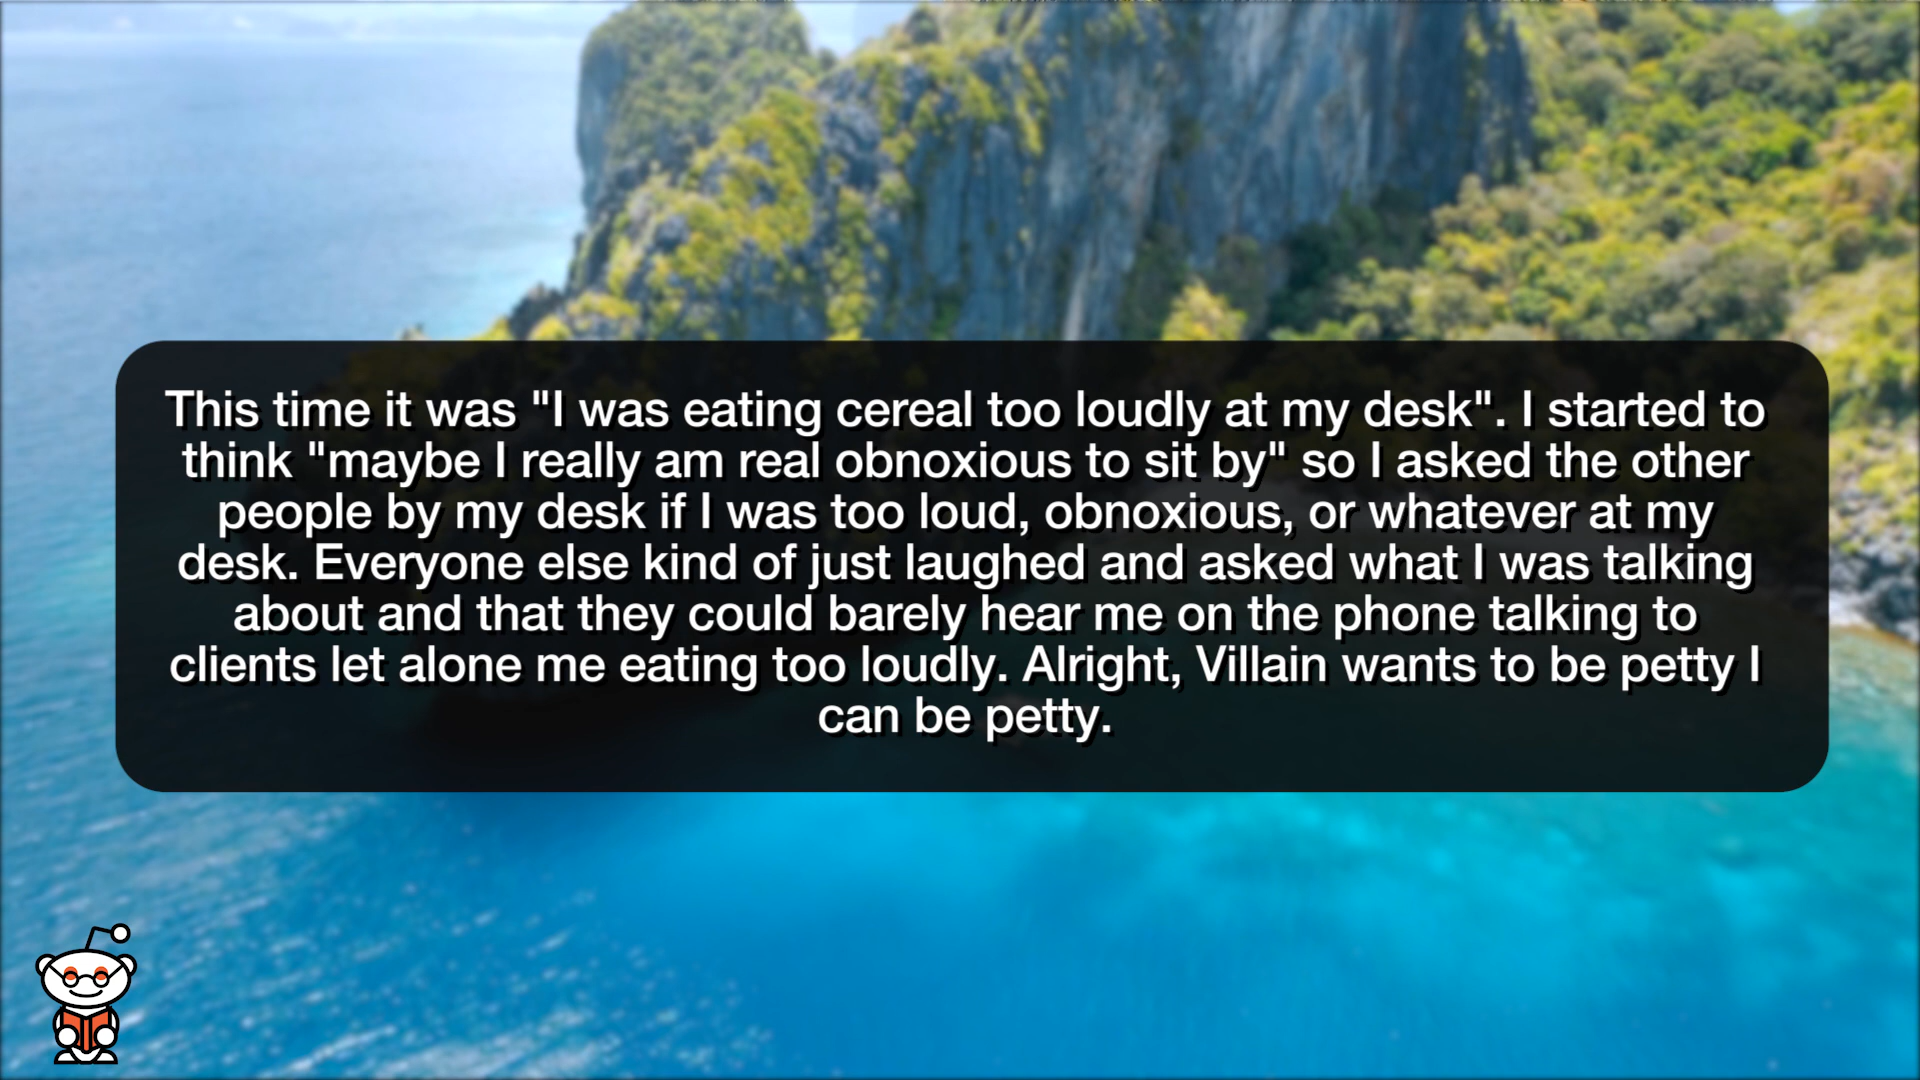 This time it was "I was eating cereal too loudly at my desk". I started to
think "maybe I really am real obnoxious to sit by" so I asked the other
people by my desk if I was too loud, obnoxious, or whatever at my
desk. Everyone else kind of just laughed and asked what I was talking
about and that they could barely hear me on the phone talking to
clients let alone me eating too loudly. Alright, Villain wants to be petty I
can be petty.